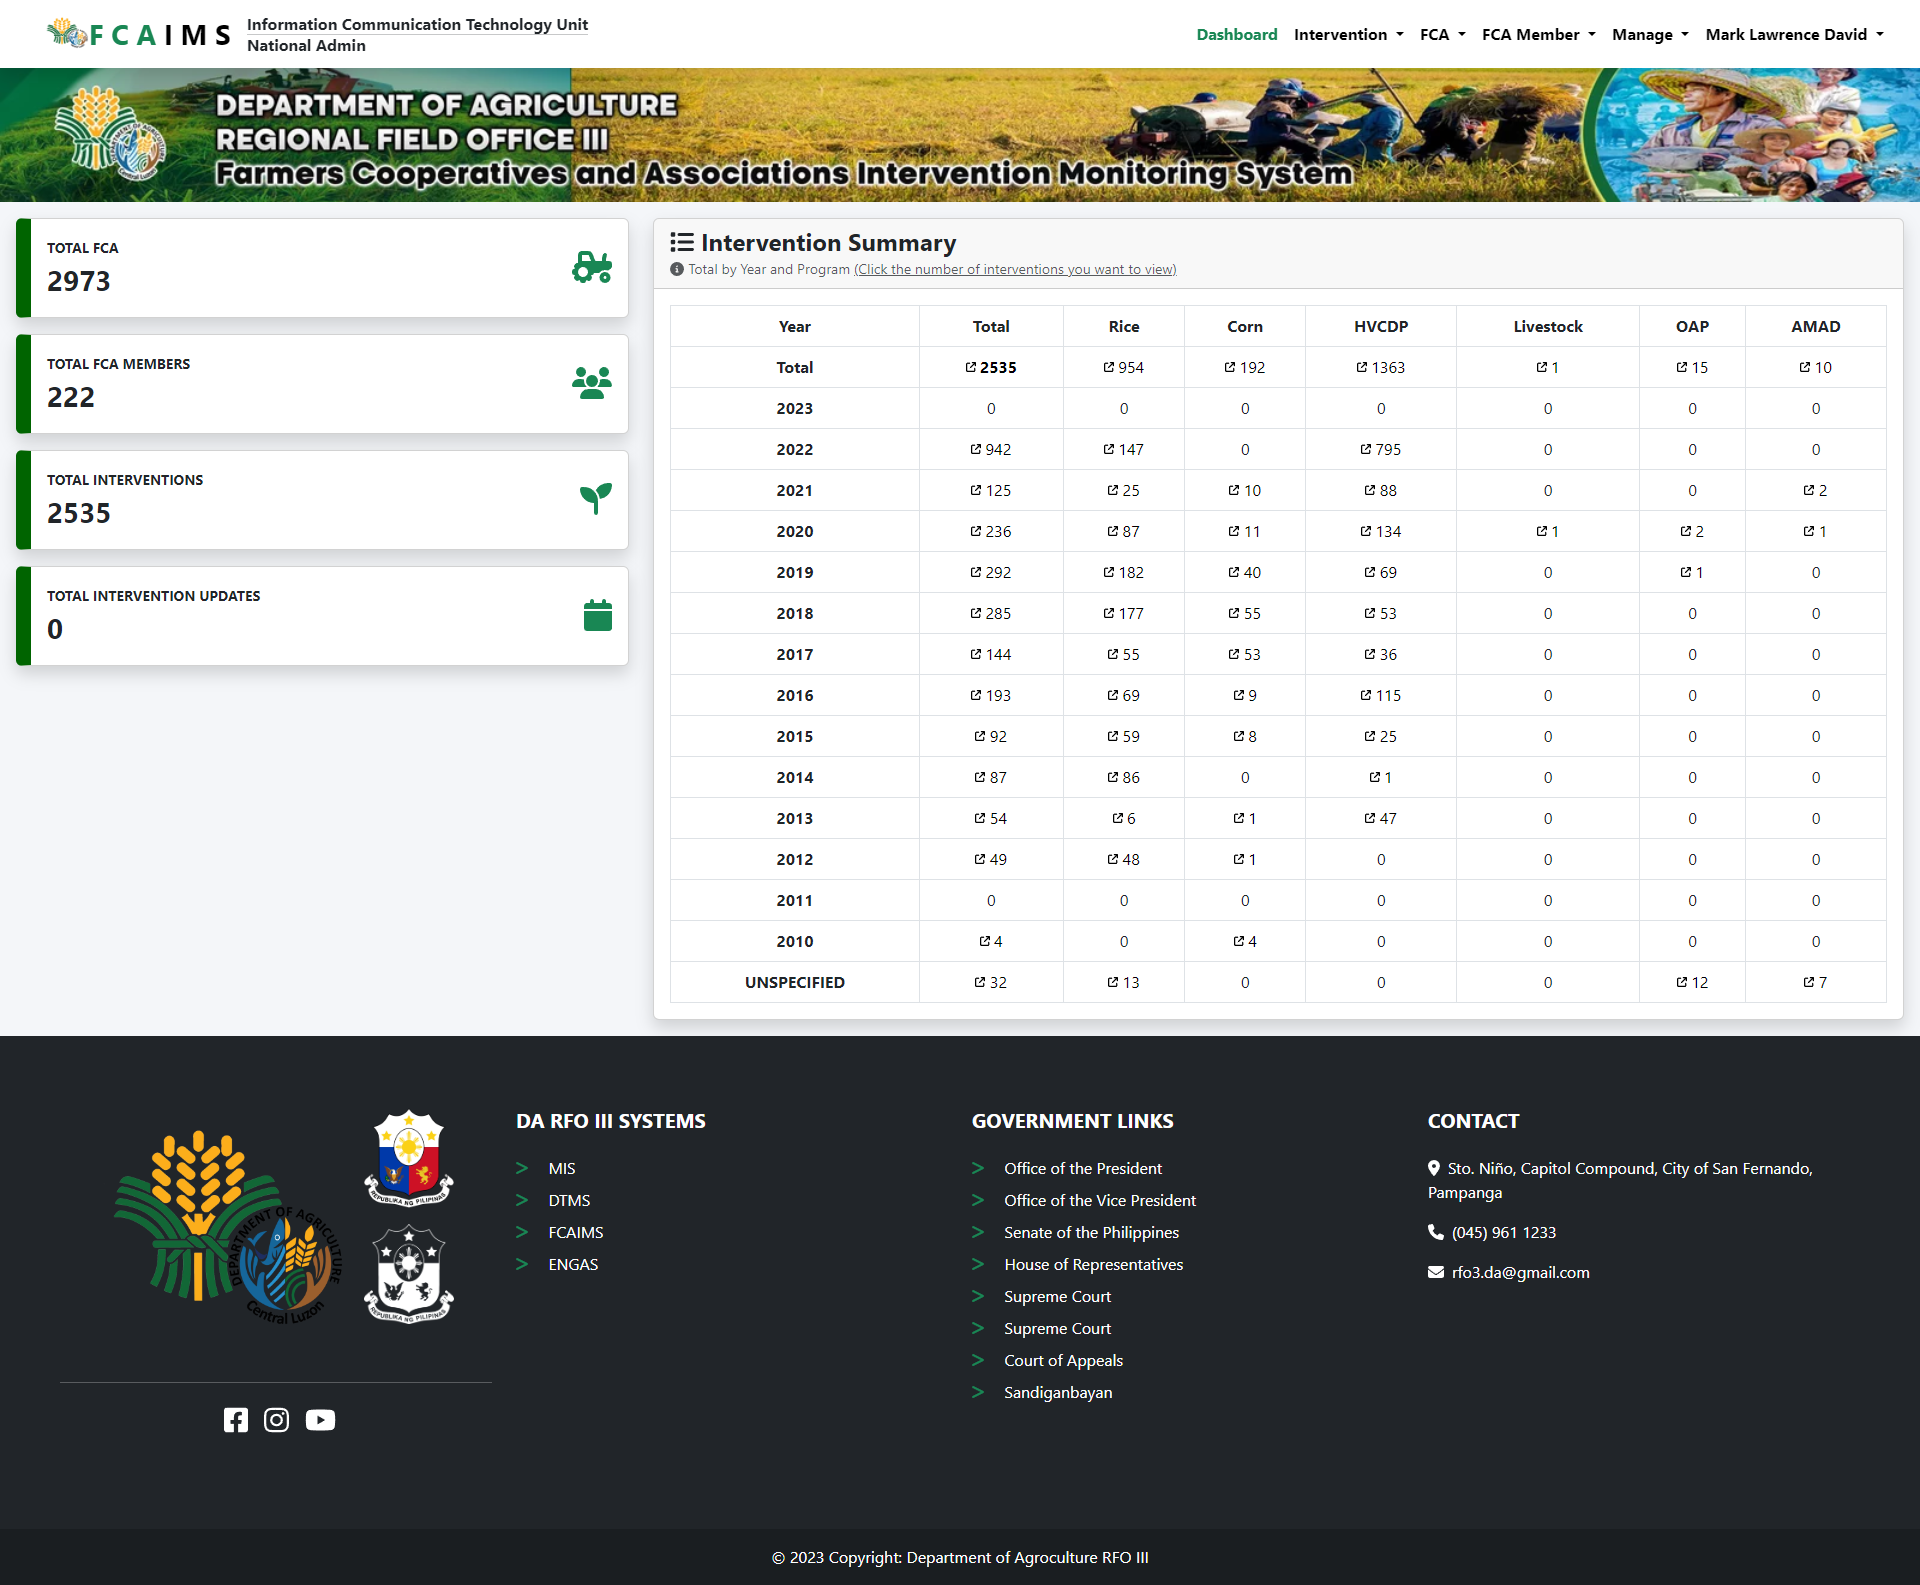 FCAIMS
Information Communication Technology Unit
National Admin
Dashboard Intervention FCA FCA Member Manage Mark Lawrence David
DEPARTMENT OF AGRICULTURE
REGIONAL FIELD OFFICE III
Farmers Cooperatives and Associations Intervention Monitoring System
TOTAL FCA
2973
TOTAL FCA MEMBERS
222
TOTAL INTERVENTIONS
2535
TOTAL INTERVENTION UPDATES
0
Intervention Summary
Total by Year and Program (Click the number of interventions you want to view)
Year Total Rice Corn HVCDP Livestock OAP AMAD
Total 2535 954 192 1363 1 15 10
2023 0 0 0 0 0 0 0
2022 942 147 0 795 0 0 0
2021 125 25 10 88 0 0 2
2020 236 87 11 134 1 2 1
2019 292 182 40 69 0 1 0
2018 285 177 55 53 0 0 0
2017 144 55 53 36 0 0 0
2016 193 69 9 115 0 0 0
2015 92 59 8 25 0 0 0
2014 87 86 0 1 0 0 0
2013 54 6 1 47 0 0 0
2012 49 48 1 0 0 0 0
2011 0 0 0 0 0 0 0
2010 4 0 4 0 0 0 0
UNSPECIFIED 32 13 0 0 0 12 7
DEPARTMENT OF AGRICULTURE
Central Luzon
REPUBLIKA NG PILIPINAS
REPUBLIKA NG PILIPINAS
DA RFO III SYSTEMS
> MIS
> DTMS
> FCAIMS
> ENGAS
GOVERNMENT LINKS
> Office of the President
> Office of the Vice President
> Senate of the Philippines
> House of Representatives
> Supreme Court
> Supreme Court
> Court of Appeals
> Sandiganbayan
CONTACT
Sto. Niño, Capitol Compound, City of San Fernando,
Pampanga
(045) 961 1233
rfo3.da@gmail.com
© 2023 Copyright: Department of Agroculture RFO III